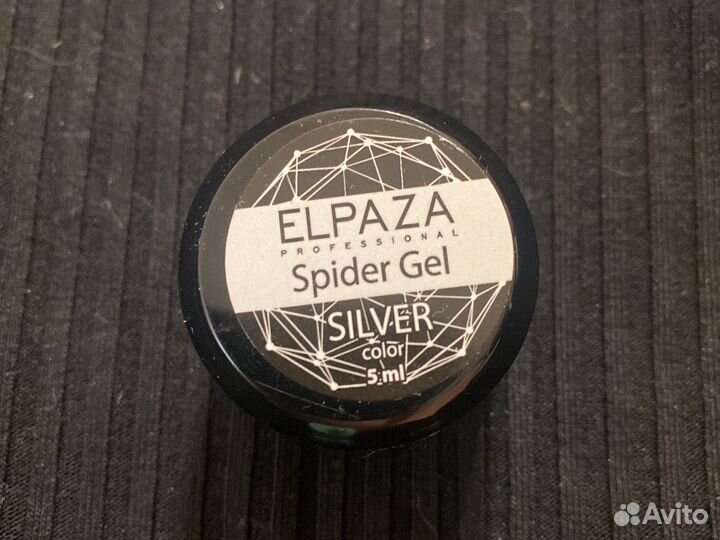 ELPAZA
PROFESSIONAL
Spider Gel
SILVER
color
5 ml
Avito